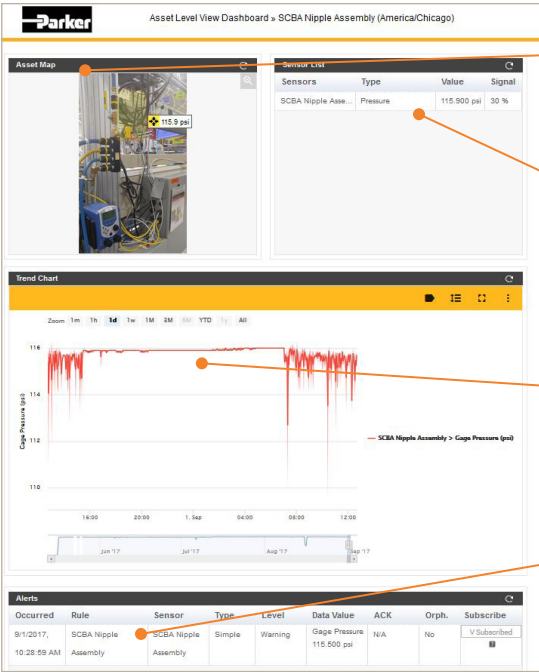 Parker
Asset Level View Dashboard » SCBA Nipple Assembly (America/Chicago)
Asset Map
115.9 psi
Sensor List
Sensors Type Value Signal
SCBA Nipple Asse... Pressure 115.900 psi 30 %
Trend Chart
Zoom 1m 1h 1d 1w 1M 3M 6M YTD 1y All
116
114
112
110
Gage Pressure (psi)
SCBA Nipple Assembly > Gage Pressure (psi)
16:00 20:00 1. Sep 04:00 08:00 12:00
Jun '17 Jul '17 Aug '17 Sep '17
Alerts
Occurred Rule Sensor Type Level Data Value ACK Orph. Subscribe
9/1/2017, SCBA Nipple SCBA Nipple Simple Warning Gage Pressure N/A No V Subscribed
10:28:59 AM Assembly Assembly 115.500 psi